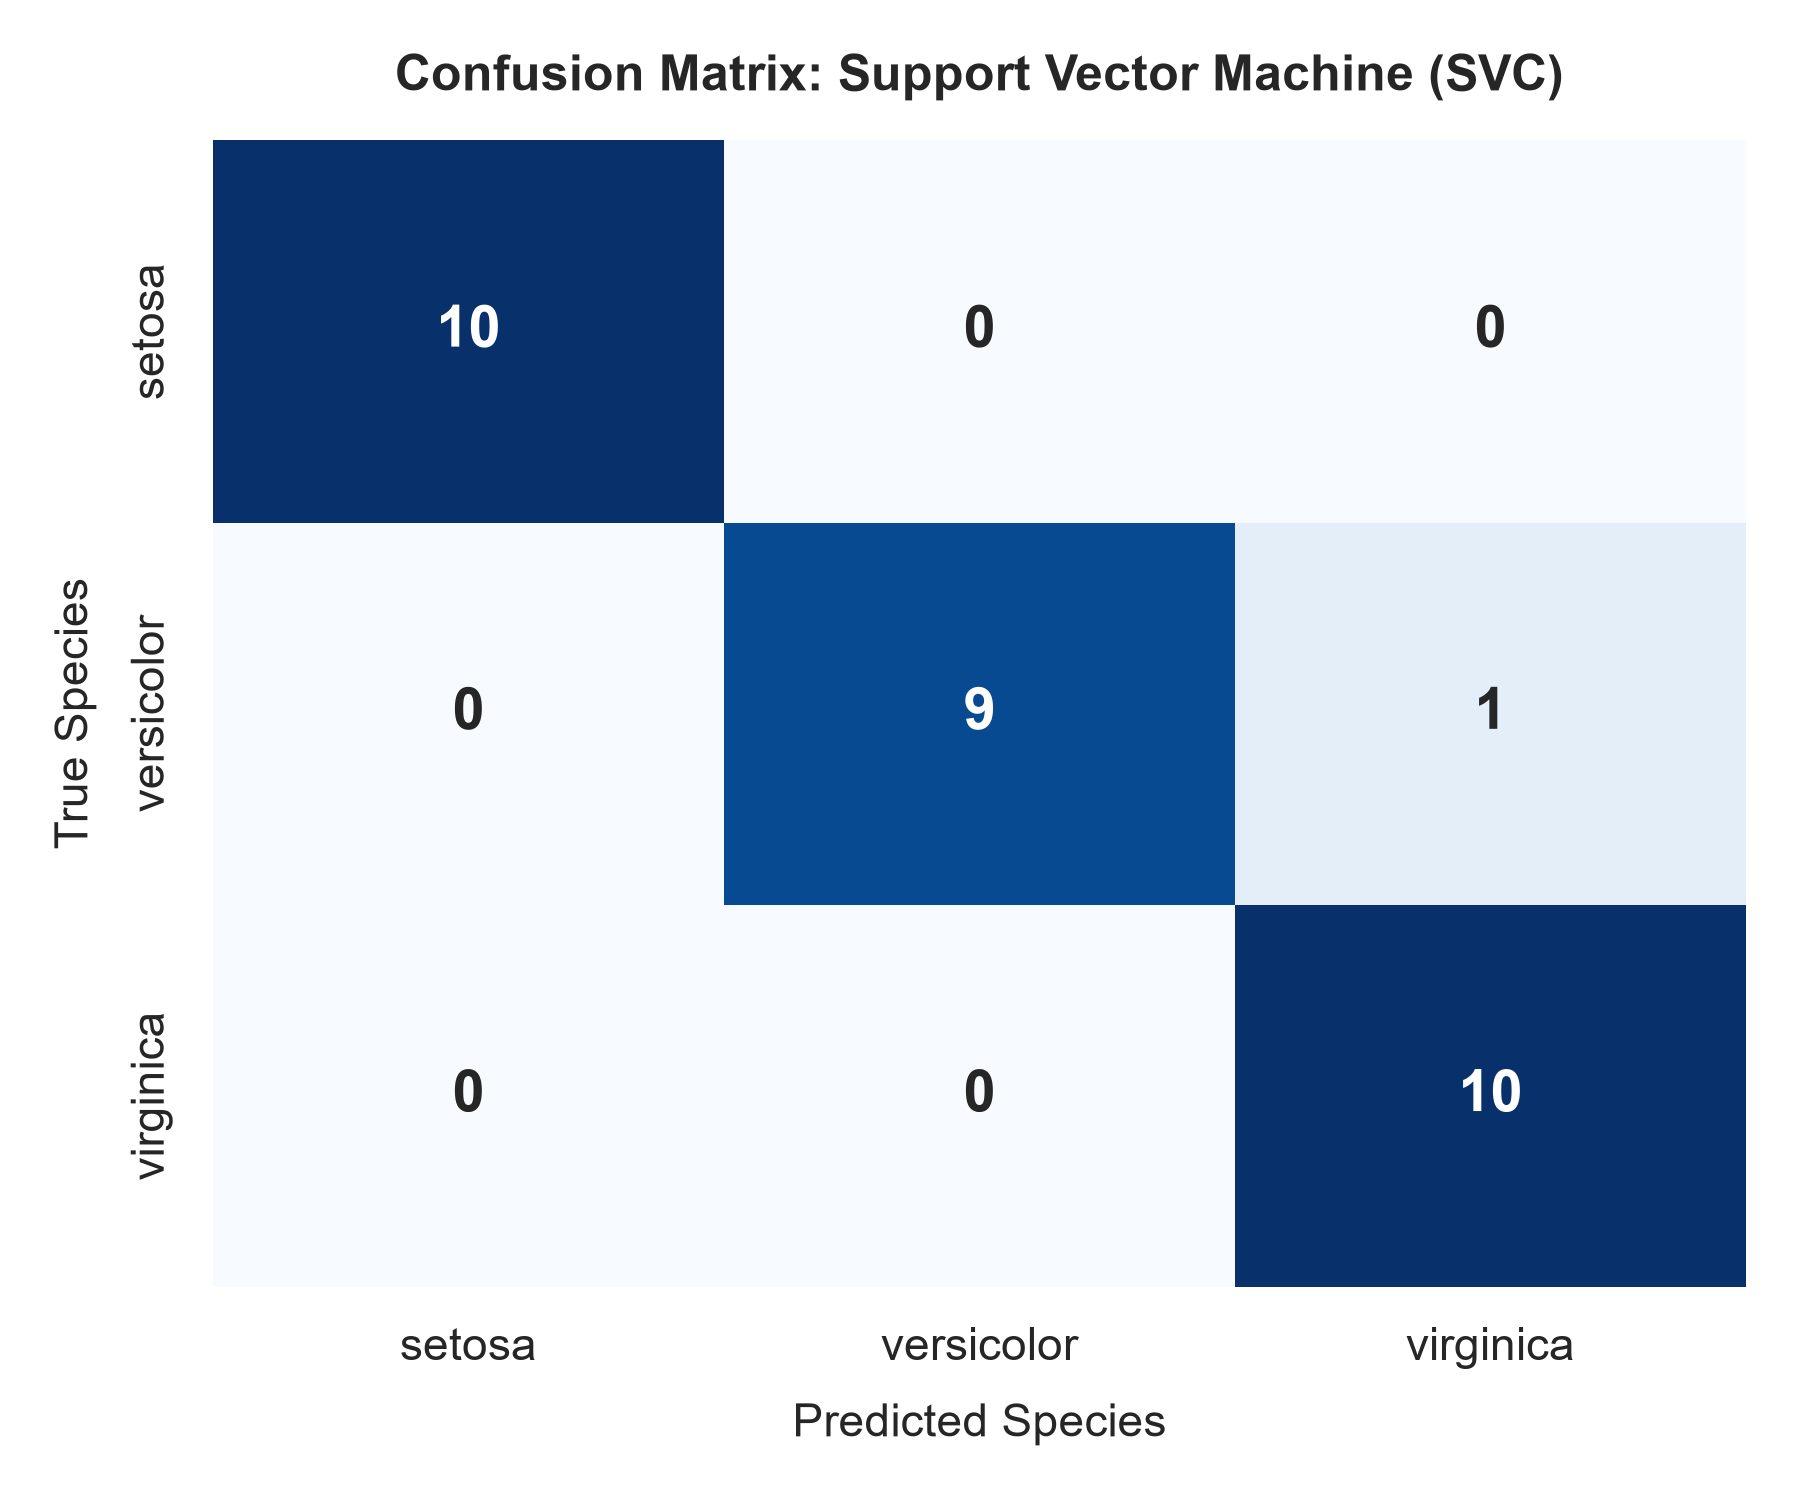 Confusion Matrix: Support Vector Machine (SVC)
True Species
setosa
10 0 0
versicolor
0 9 1
virginica
0 0 10
setosa versicolor virginica
Predicted Species